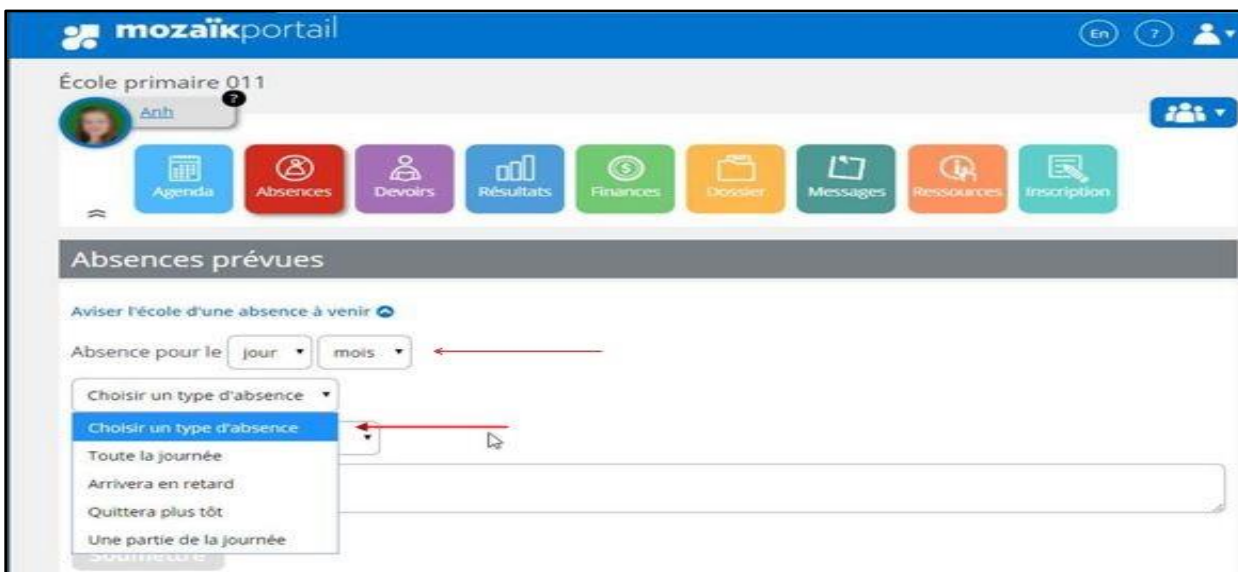 mozaïkportail
En ?
École primaire 011
Anh ?
Agenda Absences Devoirs Résultats Finances Dossier Messages Ressources Inscription
Absences prévues
Aviser l'école d'une absence à venir
Absence pour le jour mois
Choisir un type d'absence
Choisir un type d'absence
Toute la journée
Arrivera en retard
Quittera plus tôt
Une partie de la journée
Soumettre